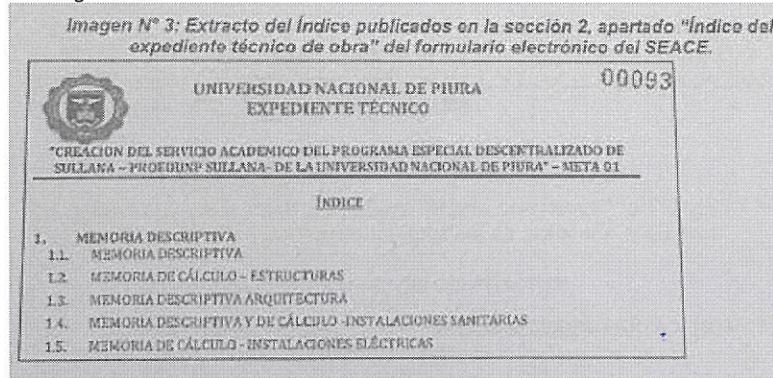 Imagen N° 3: Extracto del Índice publicados en la sección 2, apartado "Índice del
expediente técnico de obra" del formulario electrónico del SEACE.
00093
UNIVERSIDAD NACIONAL DE PIURA
EXPEDIENTE TÉCNICO
"CREACION DEL SERVICIO ACADEMICO DEL PROGRAMA ESPECIAL DESCENTRALIZADO DE
SULLANA – PROEDUNP SULLANA- DE LA UNIVERSIDAD NACIONAL DE PIURA" – META 01
ÍNDICE
1. MEMORIA DESCRIPTIVA
1.1. MEMORIA DESCRIPTIVA
1.2. MEMORIA DE CÁLCULO – ESTRUCTURAS
1.3. MEMORIA DESCRIPTIVA ARQUITECTURA
1.4. MEMORIA DESCRIPTIVA Y DE CÁLCULO -INSTALACIONES SANITARIAS
1.5. MEMORIA DE CÁLCULO - INSTALACIONES ELÉCTRICAS